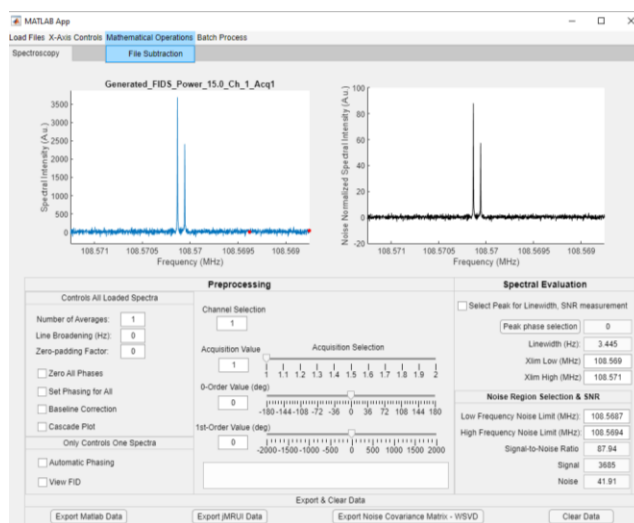 MATLAB App
Load Files X-Axis Controls Mathematical Operations Batch Process
Spectroscopy File Subtraction
Generated_FIDS_Power_15.0_Ch_1_Acq1
Spectral Intensity (A.u.)
3500
3000
2500
2000
1500
1000
500
0
108.571 108.5705 108.57 108.5695 108.569
Frequency (MHz)
Noise Normalized Spectral Intensity (A.u.)
100
80
60
40
20
0
-20
108.571 108.5705 108.57 108.5695 108.569
Frequency (MHz)
Preprocessing
Controls All Loaded Spectra
Number of Averages: 1
Line Broadening (Hz): 0
Zero-padding Factor: 0
Zero All Phases
Set Phasing for All
Baseline Correction
Cascade Plot
Only Controls One Spectra
Automatic Phasing
View FID
Channel Selection
1
Acquisition Value Acquisition Selection
1
1 1.1 1.2 1.3 1.4 1.5 1.6 1.7 1.8 1.9 2
0-Order Value (deg)
0
-180-144-108 -72 -36 0 36 72 108 144 180
1st-Order Value (deg)
0
-2000-1500-1000 -500 0 500 1000 1500 2000
Spectral Evaluation
Select Peak for Linewidth, SNR measurement
Peak phase selection 0
Linewidth (Hz) 3.445
Xlim Low (MHz) 108.569
Xlim High (MHz) 108.571
Noise Region Selection & SNR
Low Frequency Noise Limit (MHz): 108.5687
High Frequency Noise Limit (MHz): 108.5694
Signal-to-Noise Ratio 87.94
Signal 3685
Noise 41.91
Export & Clear Data
Export Matlab Data Export jMRUI Data Export Noise Covariance Matrix - WSVD Clear Data